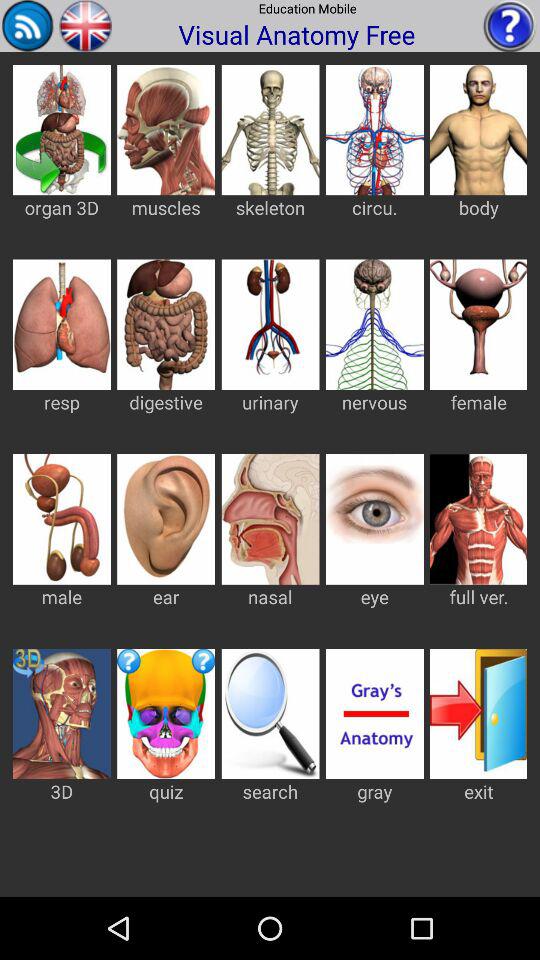 Education Mobile
Visual Anatomy Free
organ 3D
muscles
skeleton
circu.
body
resp
digestive
urinary
nervous
female
male
ear
nasal
eye
full ver.
3D
? ?
Gray's
Anatomy
3D
quiz
search
gray
exit